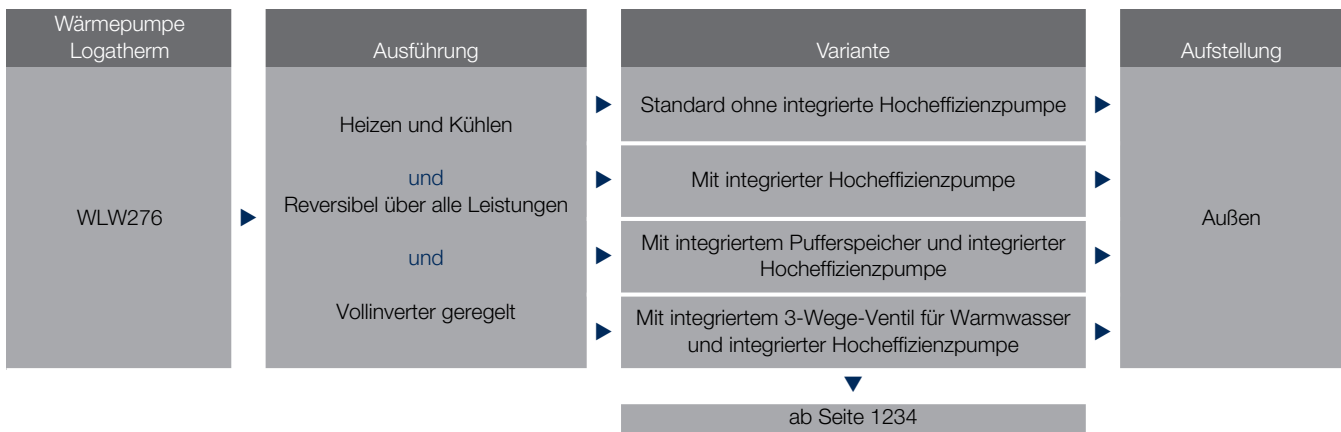 Wärmepumpe
Logatherm
Ausführung
Variante
Aufstellung
WLW276
Heizen und Kühlen
und
Reversibel über alle Leistungen
und
Vollinverter geregelt
Standard ohne integrierte Hocheffizienzpumpe
Mit integrierter Hocheffizienzpumpe
Mit integriertem Pufferspeicher und integrierter
Hocheffizienzpumpe
Mit integriertem 3-Wege-Ventil für Warmwasser
und integrierter Hocheffizienzpumpe
Außen
ab Seite 1234